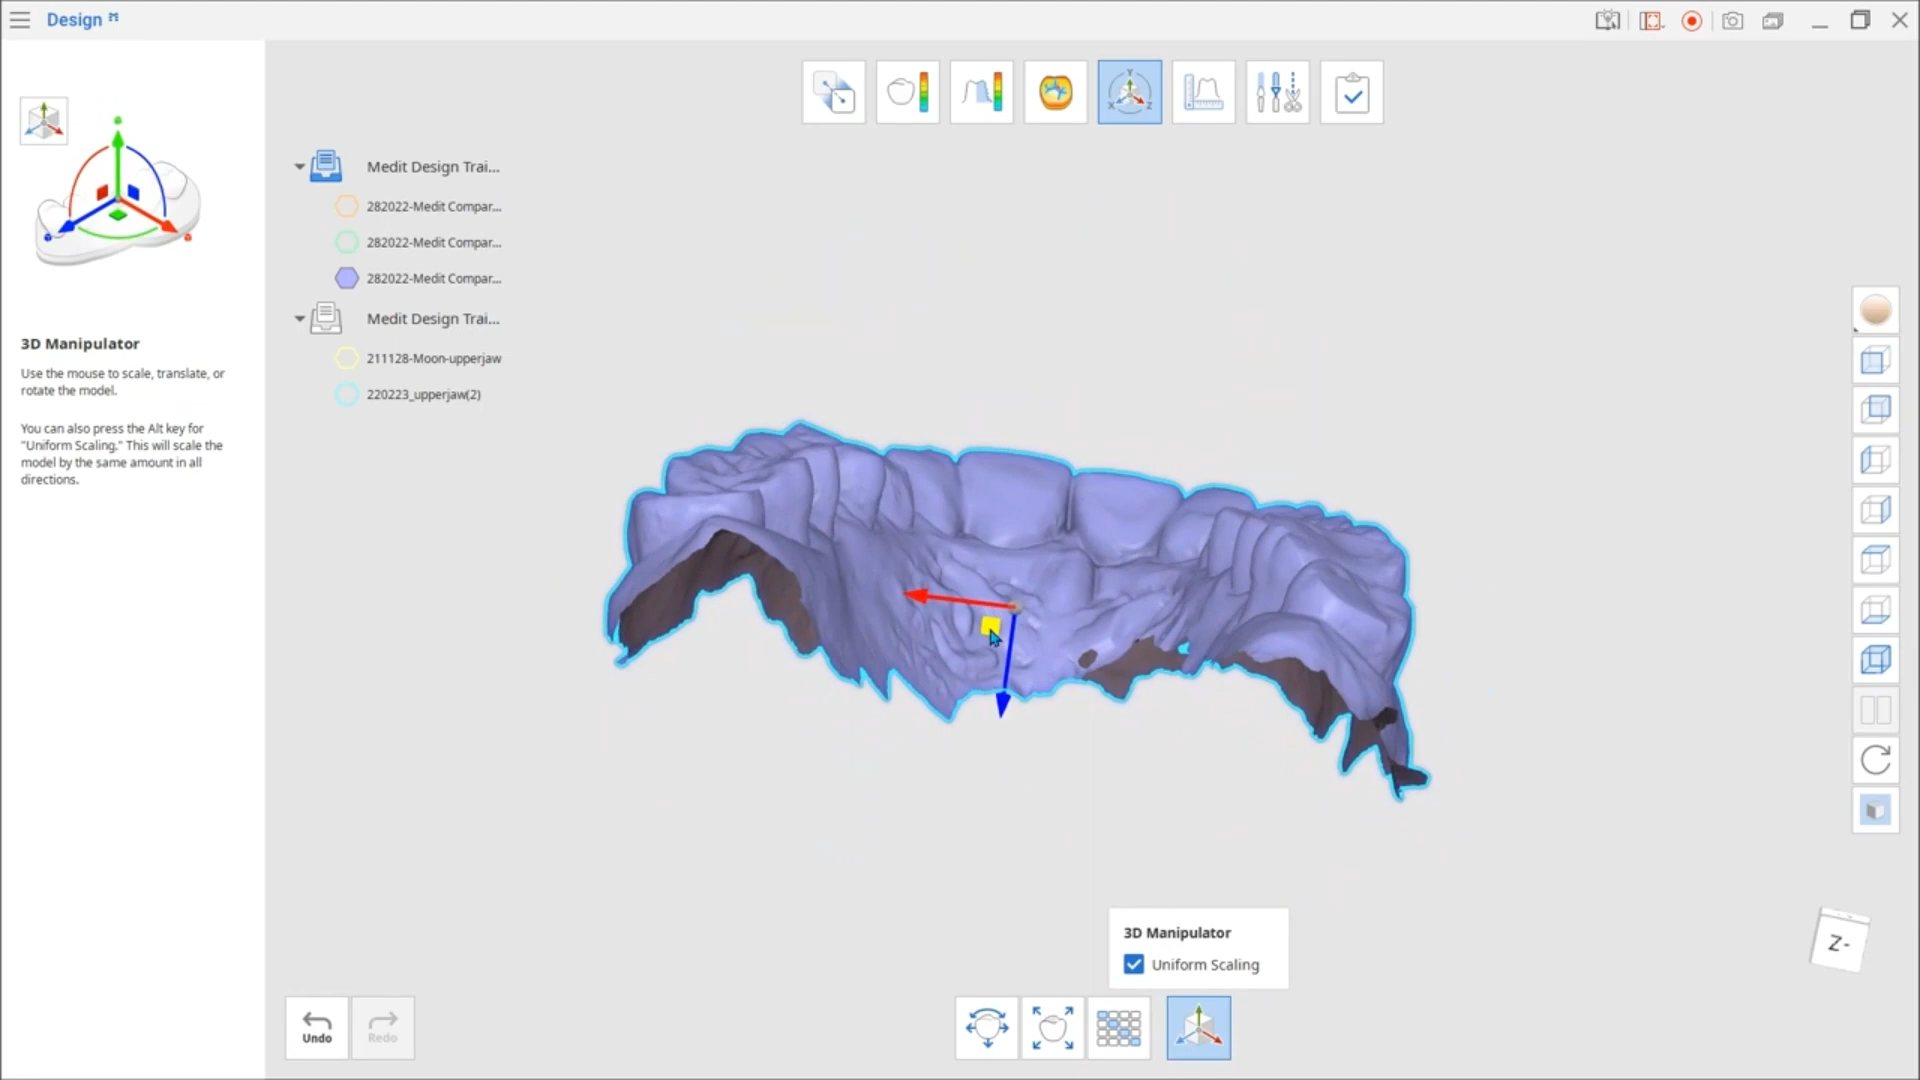 Design
Medit Design Trai...
282022-Medit Compar...
282022-Medit Compar...
282022-Medit Compar...
Medit Design Trai...
211128-Moon-upperjaw
220223_upperjaw(2)
3D Manipulator
Use the mouse to scale, translate, or
rotate the model.
You can also press the Alt key for
"Uniform Scaling." This will scale the
model by the same amount in all
directions.
Y
X
Z
3D Manipulator
Uniform Scaling
Z-
Undo
Redo